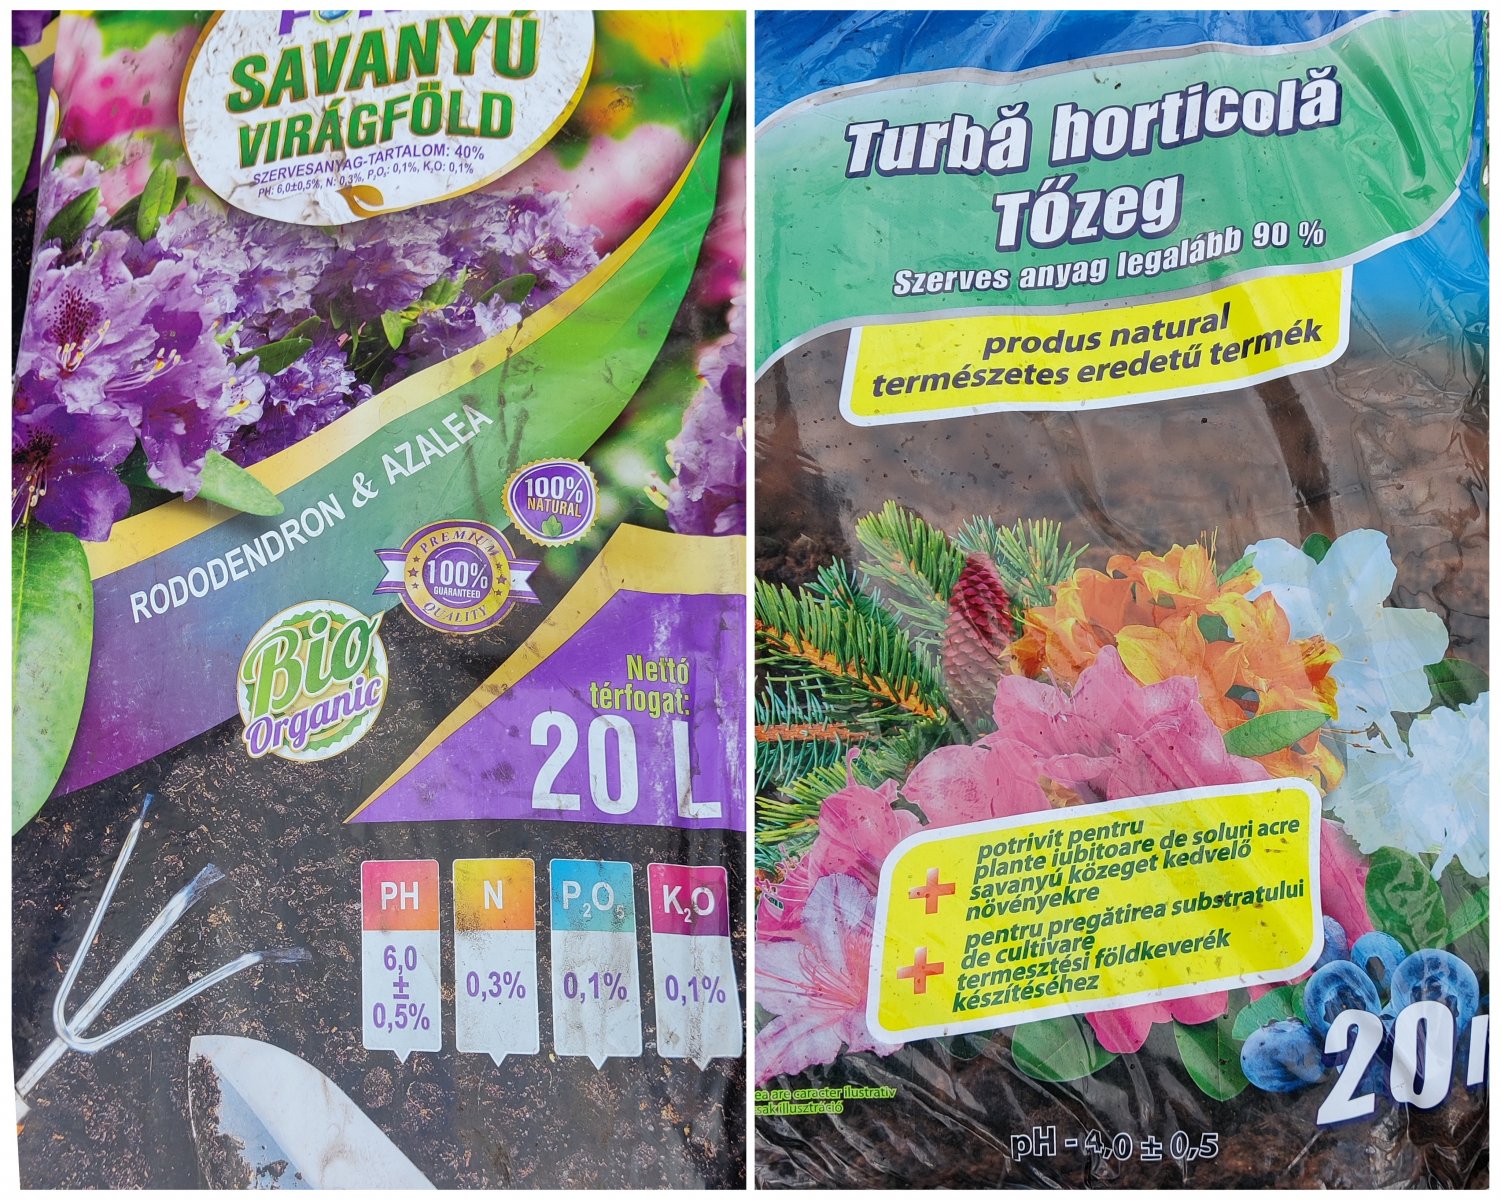 SAVANYÚ
VIRÁGFÖLD
SZERVESANYAG-TARTALOM: 40%
PH: 6,0±0,5%, N: 0,3%, P₂O₅: 0,1%, K₂O: 0,1%
RODODENDRON & AZALEA
100%
NATURAL
PREMIUM
100%
GUARANTEED
QUALITY
Bio
Organic
Nettó
térfogat:
20 L
PH
6,0
±
0,5%
N
0,3%
P₂O₅
0,1%
K₂O
0,1%
Turbă horticolă
Tőzeg
Szerves anyag legalább 90 %
produs natural
természetes eredetű termék
+ potrivit pentru
plante iubitoare de soluri acre
savanyú közeget kedvelő
növényekre
+ pentru pregătirea substratului
de cultivare
termesztési földkeverék
készítéséhez
20
are caracter ilustrativ
illusztráció
pH - 4,0 ± 0,5